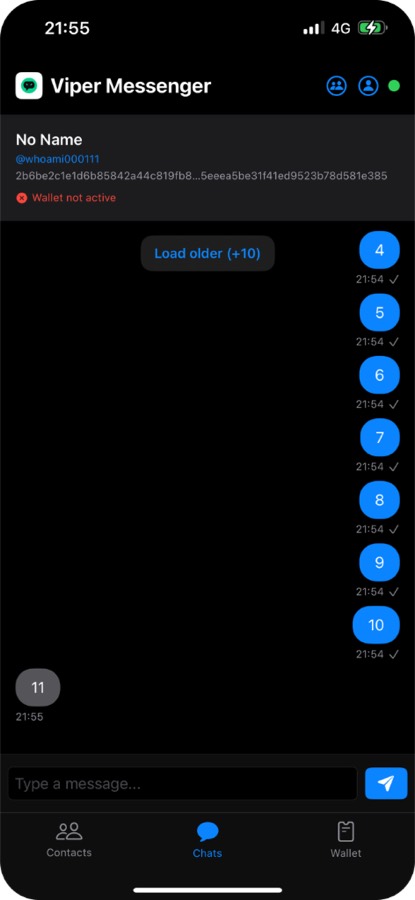 21:55
4G
Viper Messenger
No Name
@whoami000111
2b6be2c1e1d6b85842a44c819fb8...5eeea5be31f41ed9523b78d581e385
Wallet not active
Load older (+10)
4
21:54
5
21:54
6
21:54
7
21:54
8
21:54
9
21:54
10
21:54
11
21:55
Type a message...
Contacts
Chats
Wallet